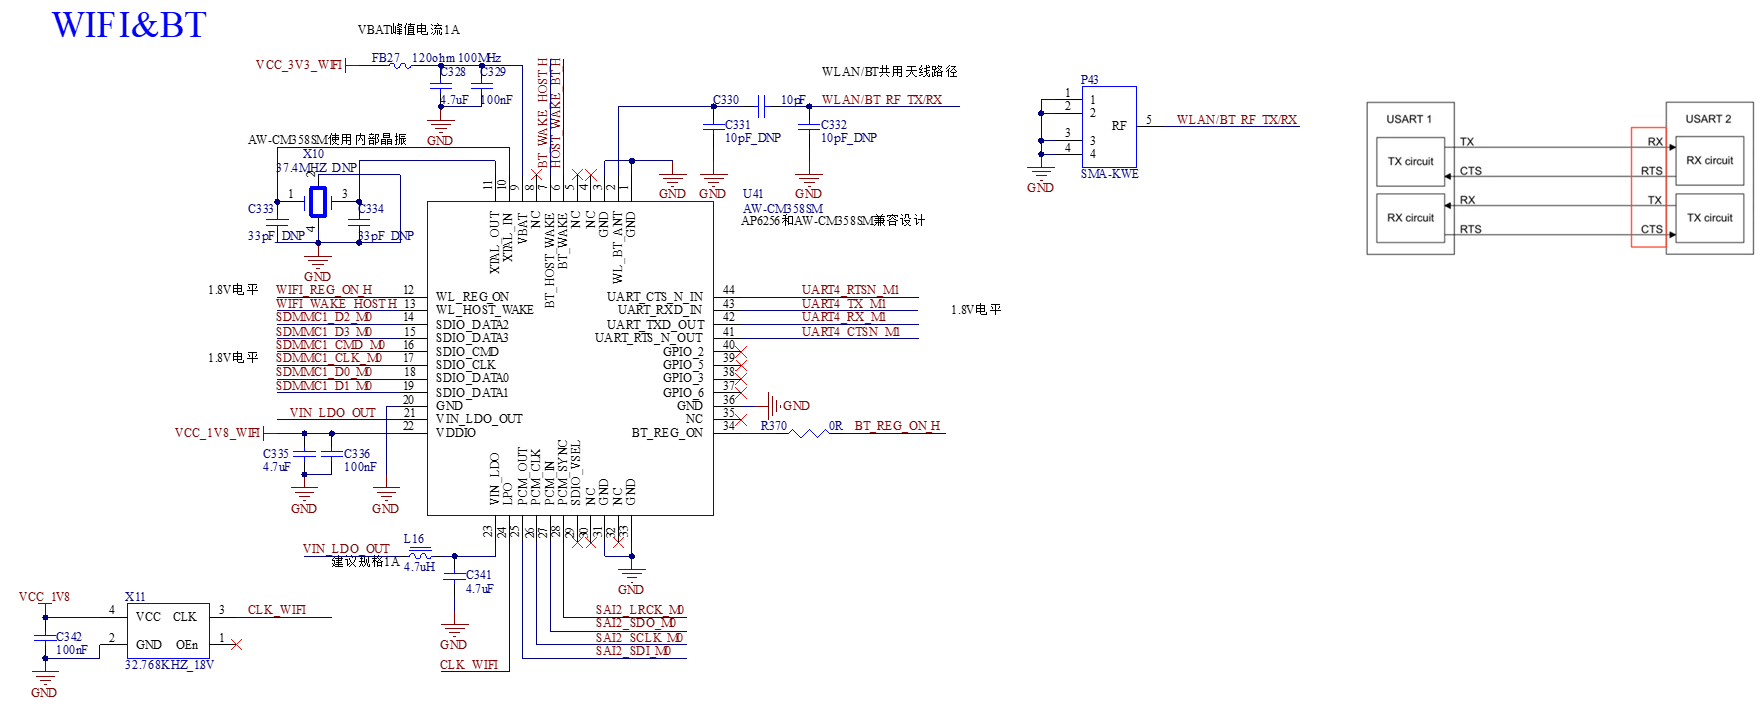 WIFI&BT
VBAT峰值电流1A
VCC_3V3_WIFI
FB27 120ohm 100MHz
C328
4.7uF
C329
100nF
GND
BT_WAKE_HOST H
HOST_WAKE_BT_H
WLAN/BT共用天线路径
C330
10pF
WLAN/BT_RF_TX/RX
C331
10pF_DNP
C332
10pF_DNP
GND
GND
GND
AW-CM358SM使用内部晶振
X10
37.4MHZ_DNP
1
2
3
4
C333
33pF_DNP
C334
33pF_DNP
GND
11
10
9
8
7
6
5
4
3
2
1
XTAL_OUT
XTAL_IN
VBAT
NC
BT_HOST_WAKE
BT_WAKE
NC
NC
GND
WL_BT_ANT
GND
U41
AW-CM358SM
AP6256和AW-CM358SM兼容设计
1.8V电平
WIFI_REG_ON_H 12 WL_REG_ON
WIFI_WAKE_HOST H 13 WL_HOST_WAKE
SDMMC1_D2_M0 14 SDIO_DATA2
SDMMC1_D3_M0 15 SDIO_DATA3
SDMMC1_CMD_M0 16 SDIO_CMD
1.8V电平
SDMMC1_CLK_M0 17 SDIO_CLK
SDMMC1_D0_M0 18 SDIO_DATA0
SDMMC1_D1_M0 19 SDIO_DATA1
20 GND
VIN_LDO_OUT 21 VIN_LDO_OUT
VCC_1V8_WIFI 22 VDDIO
C335
4.7uF
C336
100nF
GND
GND
UART_CTS_N_IN 44 UART4_RTSN_M1
UART_RXD_IN 43 UART4_TX_M1
1.8V电平
UART_TXD_OUT 42 UART4_RX_M1
UART_RTS_N_OUT 41 UART4_CTSN_M1
GPIO_2 40
GPIO_5 39
GPIO_3 38
GPIO_6 37
GND 36 GND
NC 35
BT_REG_ON 34 R370 0R BT_REG_ON_H
VIN_LDO
LPO
PCM_OUT
PCM_CLK
PCM_IN
PCM_SYNC
SDIO_VSEL
NC
GND
NC
GND
23
24
25
26
27
28
29
30
31
32
33
VIN_LDO_OUT
建议规格1A
L16
4.7uH
C341
4.7uF
GND
GND
SAI2_LRCK_M0
SAI2_SDO_M0
SAI2_SCLK_M0
SAI2_SDI_M0
CLK_WIFI
VCC_1V8
C342
100nF
GND
X11
4 VCC CLK 3 CLK_WIFI
2 GND OEn 1
32.768KHZ_18V
P43
1 1
2 2
3 3
4 4
RF 5 WLAN/BT_RF_TX/RX
SMA-KWE
GND
USART 1
USART 2
TX circuit
TX
CTS
RX
RTS
RX circuit
RX circuit
RX
RTS
TX
CTS
TX circuit